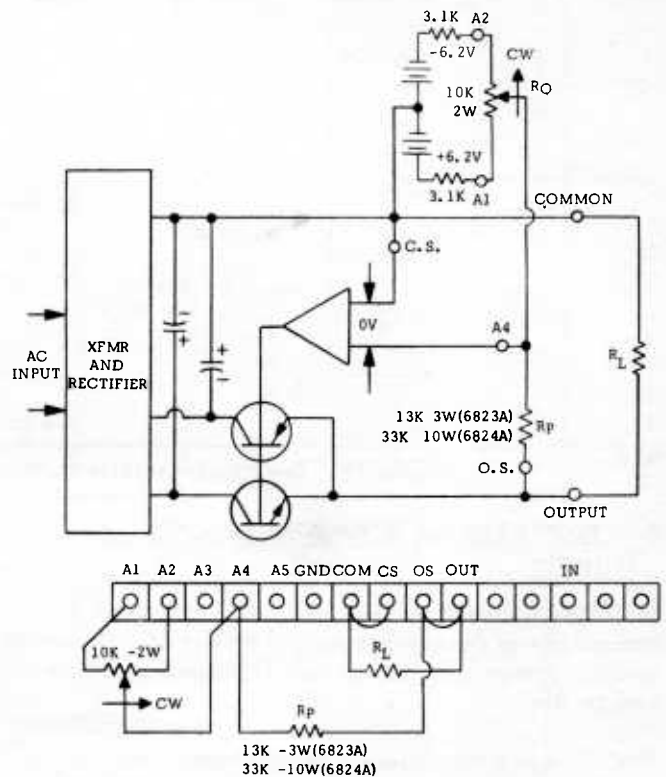 3.1K A2
-6.2V
CW
10K
2W
RO
+6.2V
3.1K A1
COMMON
C.S.
0V
A4
XFMR
AND
RECTIFIER
AC
INPUT
RL
13K 3W(6823A)
33K 10W(6824A)
Rp
O.S.
OUTPUT
A1 A2 A3 A4 A5 GND COM CS OS OUT IN
10K -2W
RL
CW
RP
13K -3W(6823A)
33K -10W(6824A)